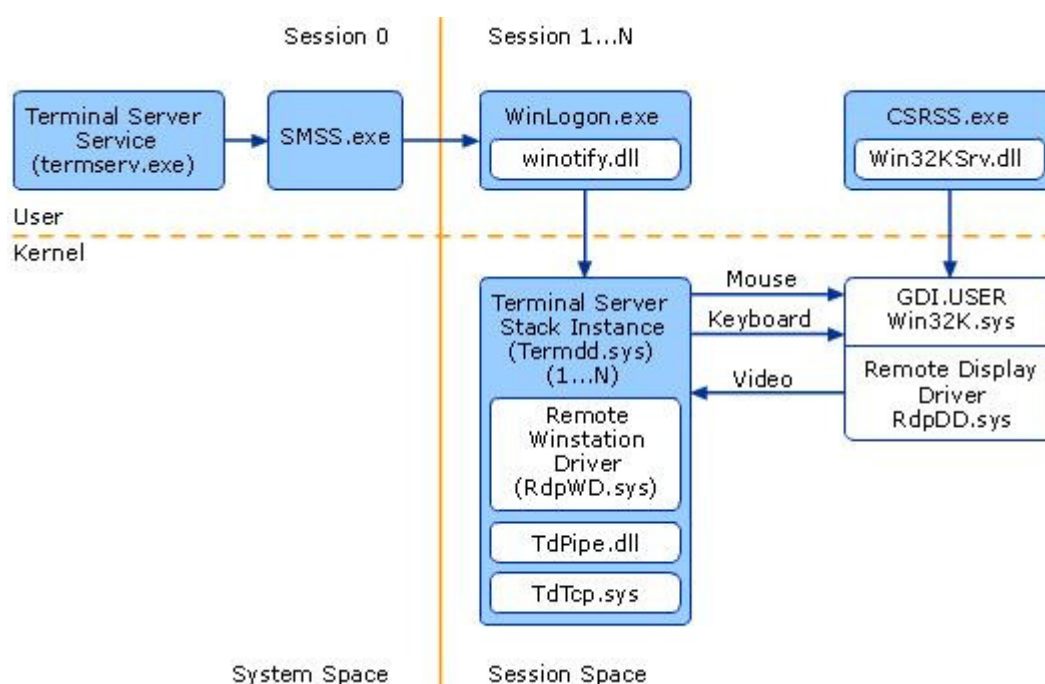 Session 0
Session 1...N
Terminal Server
Service
(termserv.exe)
SMSS.exe
WinLogon.exe
winotify.dll
CSRSS.exe
Win32KSrv.dll
User
Kernel
Terminal Server
Stack Instance
(Termdd.sys)
(1...N)
Remote
Winstation
Driver
(RdpWD.sys)
TdPipe.dll
TdTcp.sys
Mouse
Keyboard
Video
GDI.USER
Win32K.sys
Remote Display
Driver
RdpDD.sys
System Space
Session Space